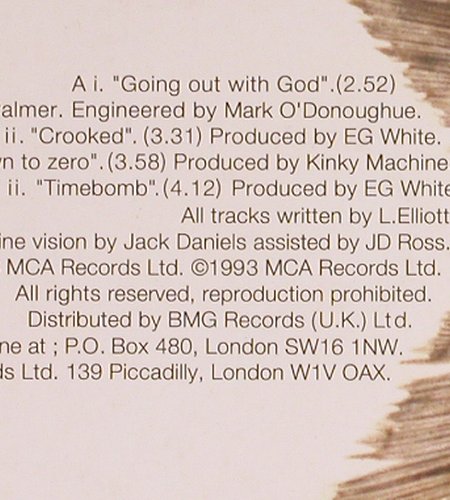 A i. "Going out with God".(2.52)
almer. Engineered by Mark O'Donoughue.
ii. "Crooked". (3.31) Produced by EG White.
n to zero".(3.58) Produced by Kinky Machine
ii. "Timebomb".(4.12) Produced by EG White
All tracks written by L.Elliott
ine vision by Jack Daniels assisted by JD Ross.
MCA Records Ltd. ©1993 MCA Records Ltd.
All rights reserved, reproduction prohibited.
Distributed by BMG Records (U.K.) Ltd.
ne at ; P.O. Box 480, London SW16 1NW.
ds Ltd. 139 Piccadilly, London W1V OAX.